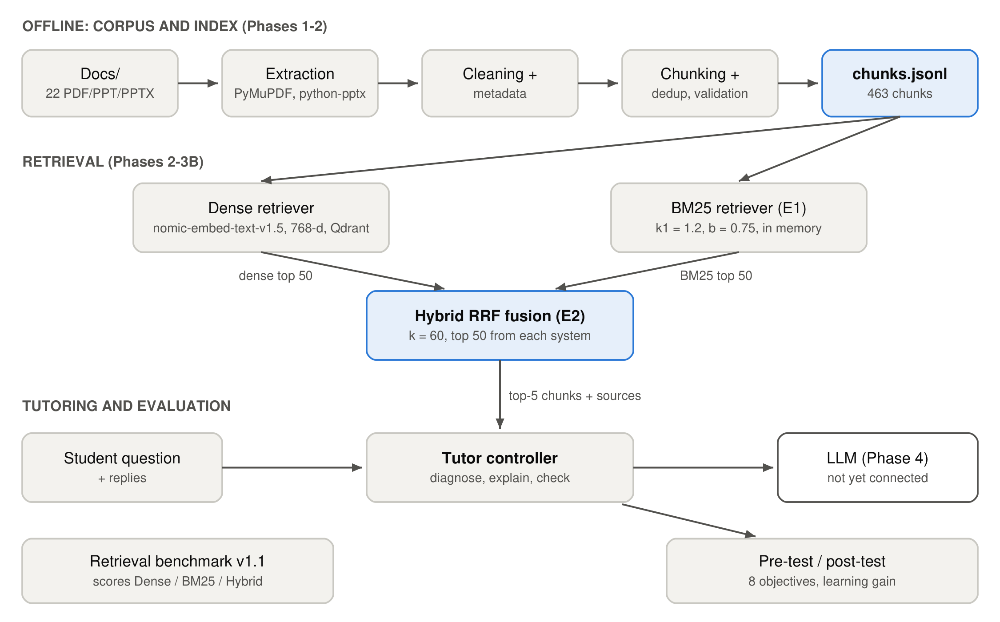 OFFLINE: CORPUS AND INDEX (Phases 1-2)
Docs/
22 PDF/PPT/PPTX
Extraction
PyMuPDF, python-pptx
Cleaning +
metadata
Chunking +
dedup, validation
chunks.jsonl
463 chunks
RETRIEVAL (Phases 2-3B)
Dense retriever
nomic-embed-text-v1.5, 768-d, Qdrant
BM25 retriever (E1)
k1 = 1.2, b = 0.75, in memory
dense top 50
BM25 top 50
Hybrid RRF fusion (E2)
k = 60, top 50 from each system
top-5 chunks + sources
TUTORING AND EVALUATION
Student question
+ replies
Tutor controller
diagnose, explain, check
LLM (Phase 4)
not yet connected
Retrieval benchmark v1.1
scores Dense / BM25 / Hybrid
Pre-test / post-test
8 objectives, learning gain